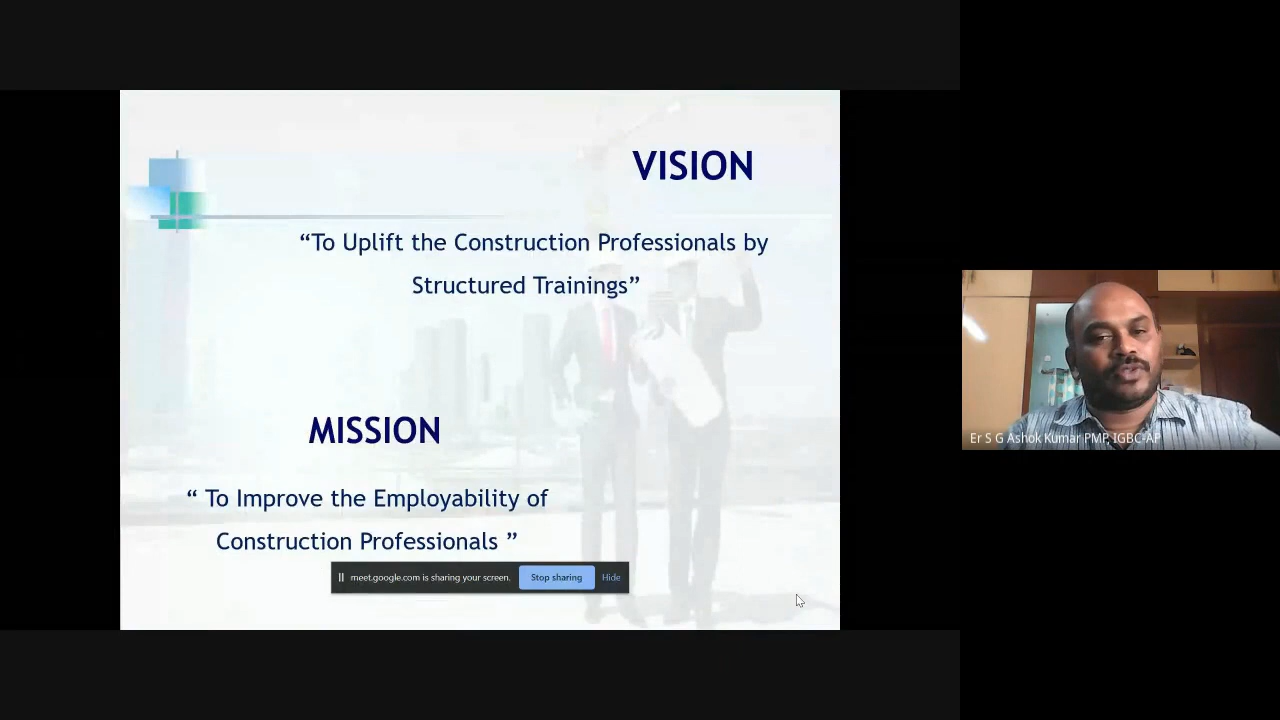 VISION
“To Uplift the Construction Professionals by
Structured Trainings”
MISSION
“ To Improve the Employability of
Construction Professionals ”
meet.google.com is sharing your screen. Stop sharing Hide
Er S G Ashok Kumar PMP, IGBC-AP